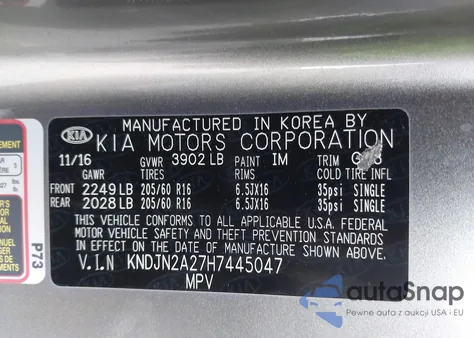 MANUFACTURED IN KOREA BY
KIA KIA MOTORS CORPORATION
11/16 GVWR 3902 LB PAINT IM TRIM
GAWR TIRES RIMS COLD TIRE INFL
FRONT 2249 LB 205/60 R16 6.5JX16 35psi SINGLE
REAR 2028 LB 205/60 R16 6.5JX16 35psi SINGLE
THIS VEHICLE CONFORMS TO ALL APPLICABLE U.S.A. FEDERAL
MOTOR VEHICLE SAFETY AND THEFT PREVENTION STANDARDS
IN EFFECT ON THE DATE OF MANUFACTURE SHOWN ABOVE.
V.I.N KNDJN2A27H7445047
MPV
P73
autoSnap
Pewne auta z aukcji USA i EU